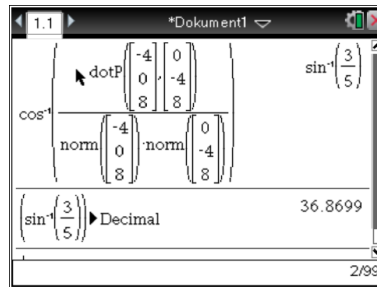 1.1 *Dokument1
cos⁻¹(dotP([-4 0 8],[0 -4 8]) / norm([-4 0 8])·norm([0 -4 8])) sin⁻¹(3/5)
(sin⁻¹(3/5))▶Decimal 36.8699
2/99